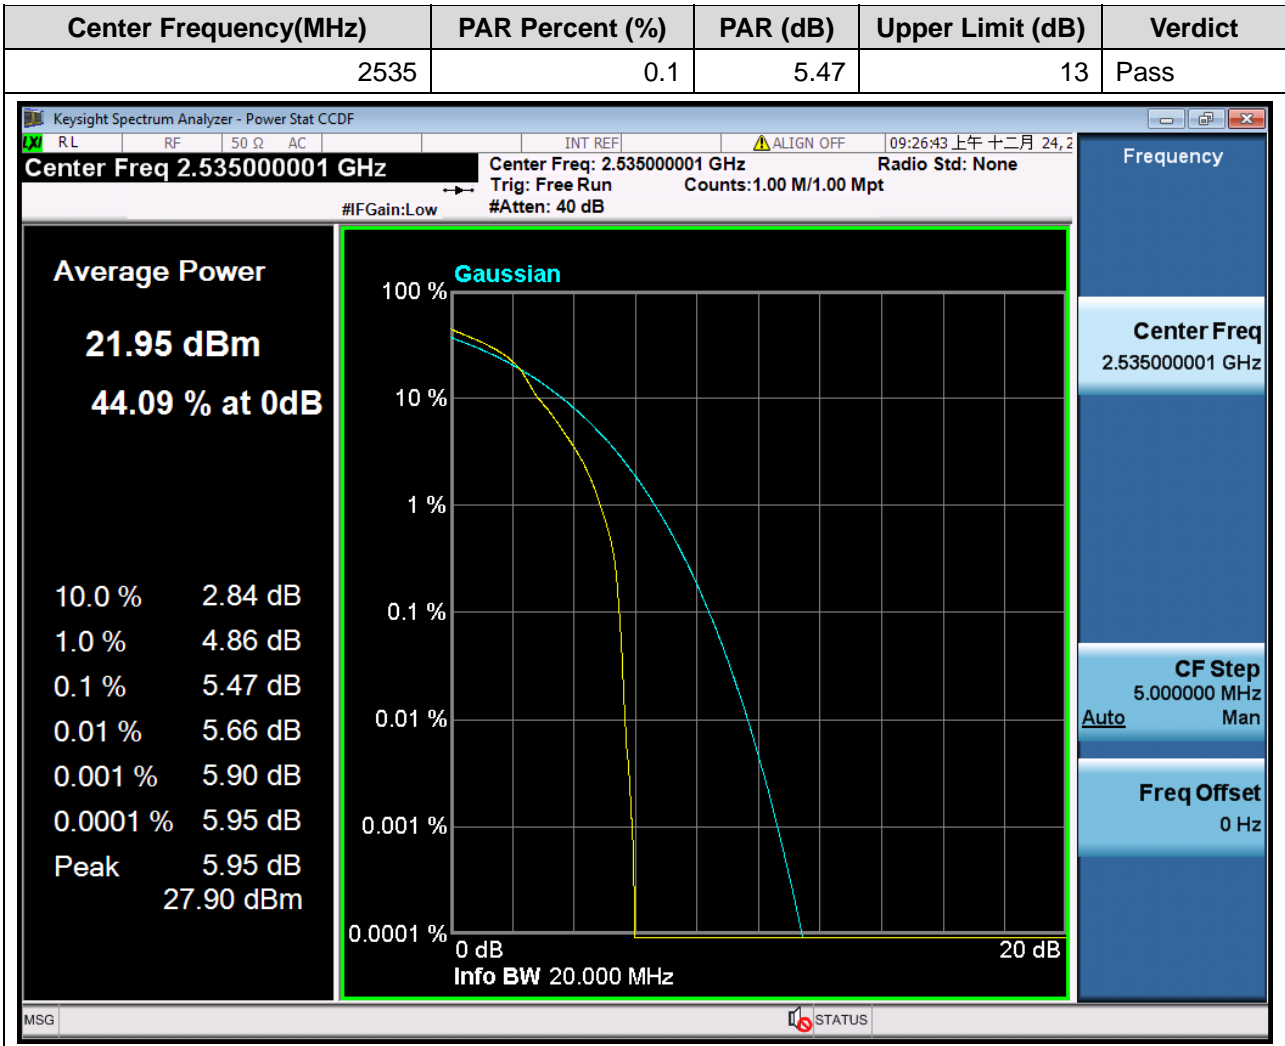 Center Frequency(MHz) PAR Percent (%) PAR (dB) Upper Limit (dB) Verdict
2535 0.1 5.47 13 Pass
Keysight Spectrum Analyzer - Power Stat CCDF
LXI RL RF 50 Ω AC INT REF ALIGN OFF 09:26:43 上午 十二月 24, 2
Center Freq 2.535000001 GHz
Center Freq: 2.535000001 GHz Radio Std: None
Trig: Free Run Counts:1.00 M/1.00 Mpt
#IFGain:Low #Atten: 40 dB
Frequency
Average Power
21.95 dBm
44.09 % at 0dB
10.0 % 2.84 dB
1.0 % 4.86 dB
0.1 % 5.47 dB
0.01 % 5.66 dB
0.001 % 5.90 dB
0.0001 % 5.95 dB
Peak 5.95 dB
27.90 dBm
Gaussian
100 %
10 %
1 %
0.1 %
0.01 %
0.001 %
0.0001 %
0 dB 20 dB
Info BW 20.000 MHz
Center Freq
2.535000001 GHz
CF Step
5.000000 MHz
Auto Man
Freq Offset
0 Hz
MSG STATUS